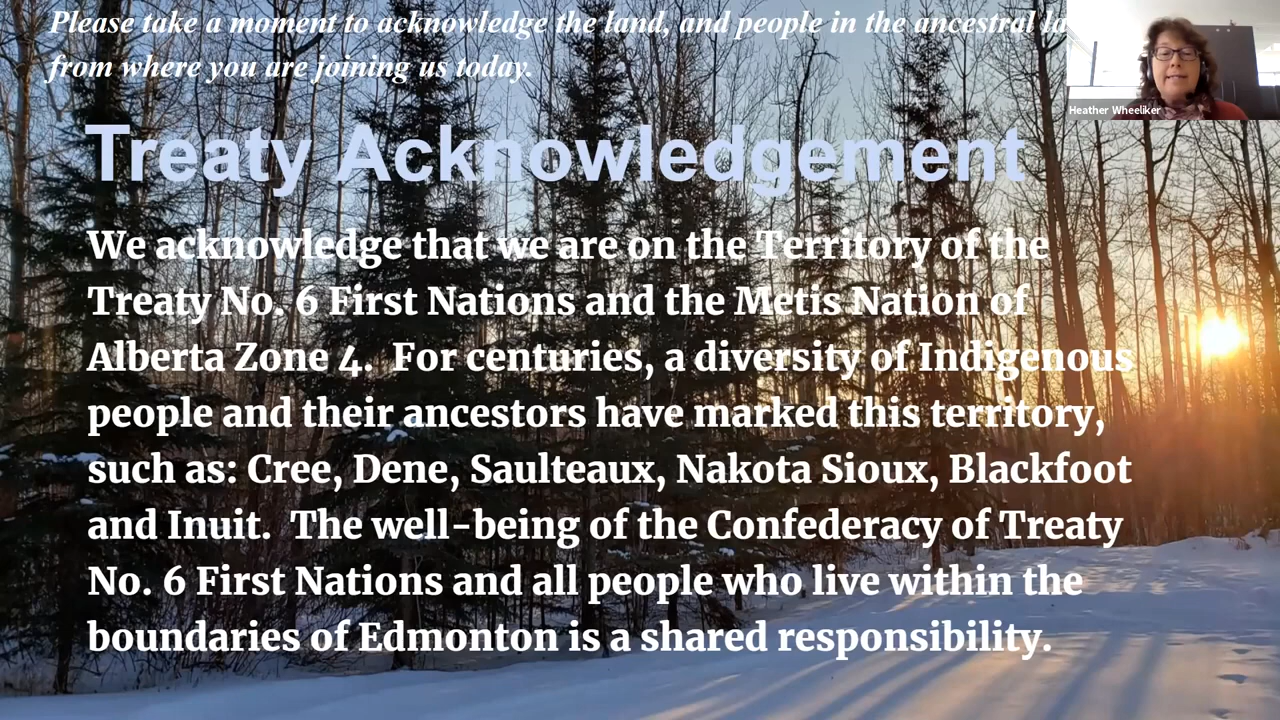 Please take a moment to acknowledge the land, and people in the ancestral
from where you are joining us today.
Heather Wheeliker
Treaty Acknowledgement
We acknowledge that we are on the Territory of the
Treaty No. 6 First Nations and the Metis Nation of
Alberta Zone 4.  For centuries, a diversity of Indigenous
people and their ancestors have marked this territory,
such as: Cree, Dene, Saulteaux, Nakota Sioux, Blackfoot
and Inuit.  The well-being of the Confederacy of Treaty
No. 6 First Nations and all people who live within the
boundaries of Edmonton is a shared responsibility.